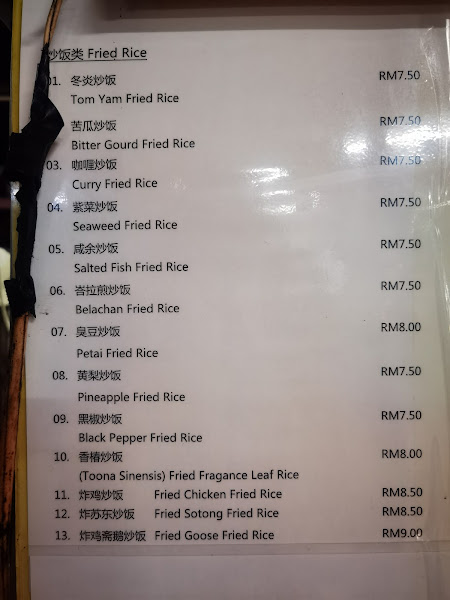 炒饭类 Fried Rice
01. 冬炎炒饭 RM7.50
Tom Yam Fried Rice
苦瓜炒饭 RM7.50
Bitter Gourd Fried Rice
03. 咖喱炒饭 RM7.50
Curry Fried Rice
04. 紫菜炒饭 RM7.50
Seaweed Fried Rice
05. 咸余炒饭 RM7.50
Salted Fish Fried Rice
06. 峇拉煎炒饭 RM7.50
Belachan Fried Rice
07. 臭豆炒饭 RM8.00
Petai Fried Rice
08. 黄梨炒饭 RM7.50
Pineapple Fried Rice
09. 黑椒炒饭 RM7.50
Black Pepper Fried Rice
10. 香椿炒饭 RM8.00
(Toona Sinensis) Fried Fragance Leaf Rice
11. 炸鸡炒饭 Fried Chicken Fried Rice RM8.50
12. 炸苏东炒饭 Fried Sotong Fried Rice RM8.50
13. 炸鸡斋鹅炒饭 Fried Goose Fried Rice RM9.00